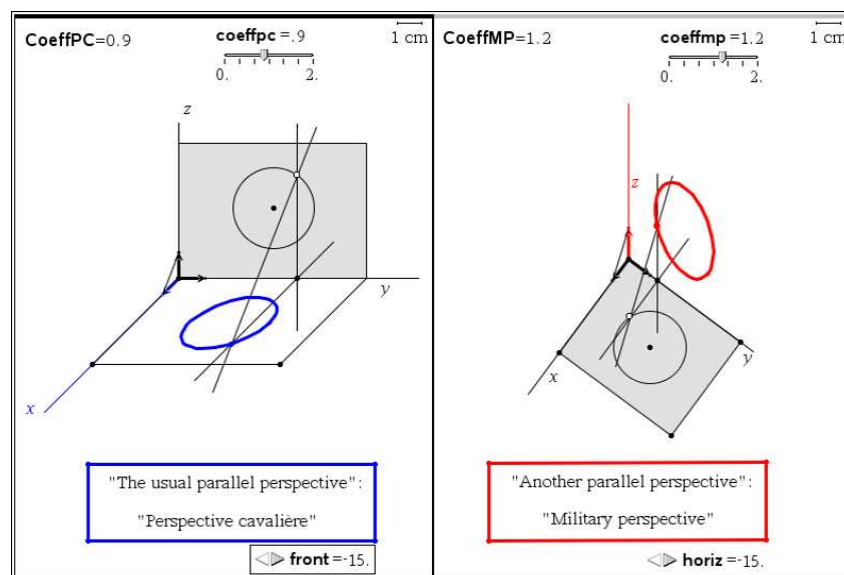 CoeffPC=0.9
coeffpc =.9
1 cm
0. 2.
z
y
x
"The usual parallel perspective":
"Perspective cavalière"
front =-15.
CoeffMP=1.2
coeffmp =1.2
1 cm
0. 2.
z
x
y
"Another parallel perspective":
"Military perspective"
horiz =-15.